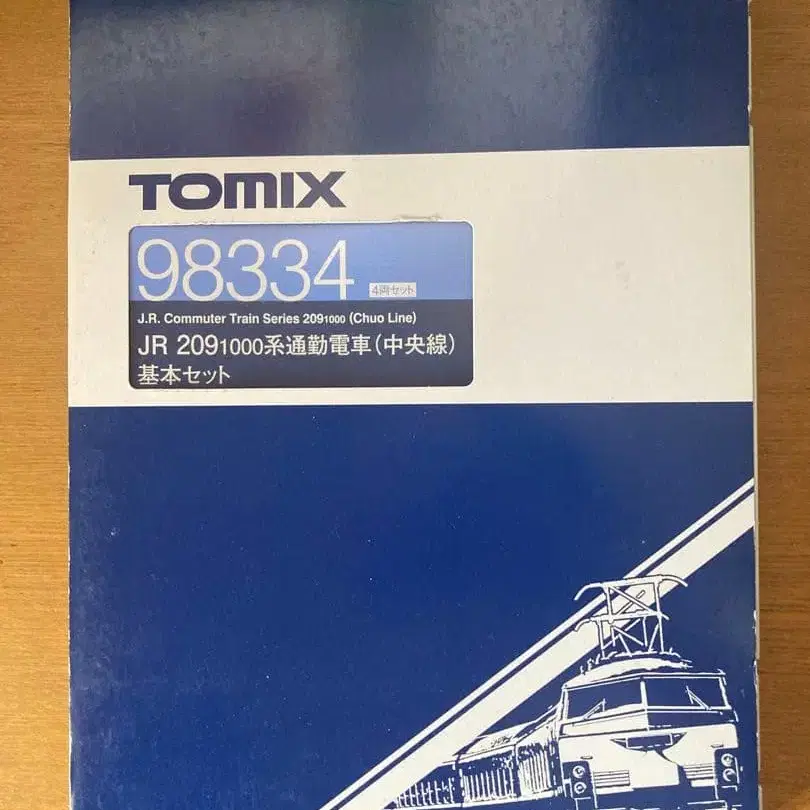 TOMIX
98334 4両セット
J.R. Commuter Train Series 2091000 (Chuo Line)
JR 2091000系通勤電車(中央線)
基本セット